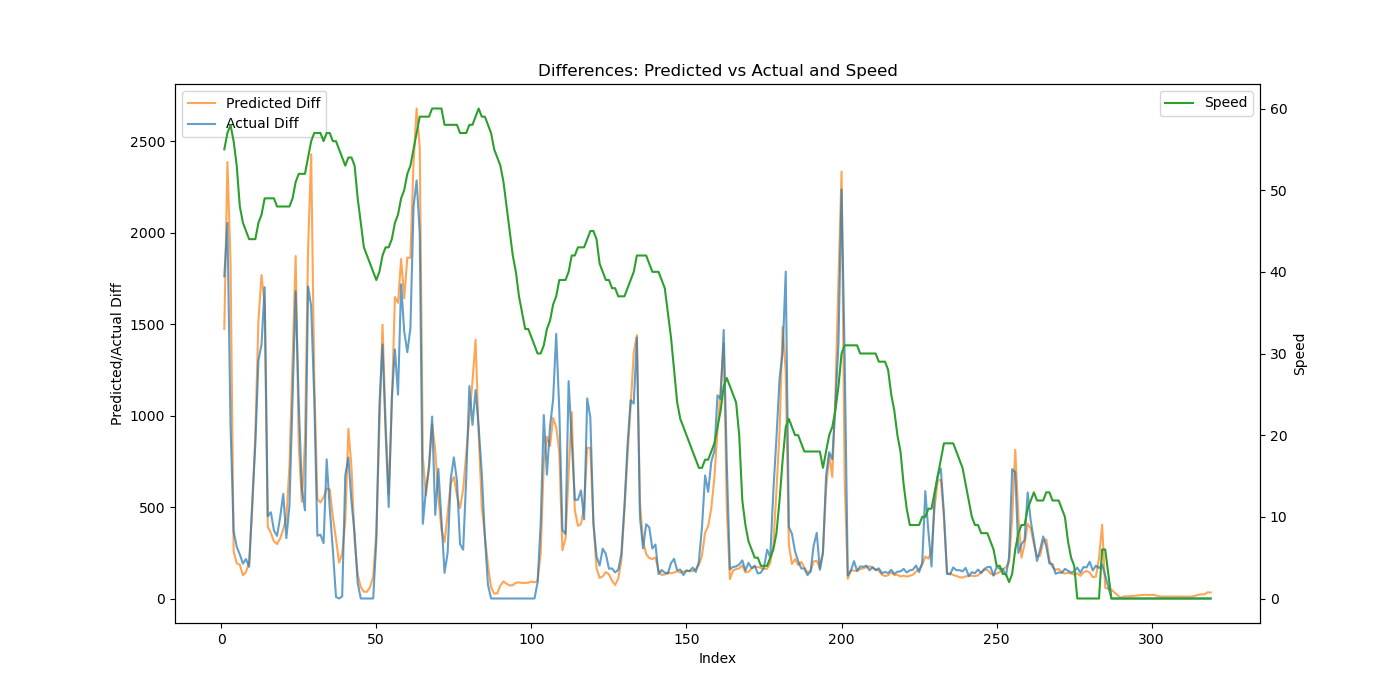 Differences: Predicted vs Actual and Speed
Predicted Diff
Actual Diff
Speed
2500
2000
1500
1000
500
0
Predicted/Actual Diff
60
50
40
30
20
10
0
Speed
0 50 100 150 200 250 300
Index